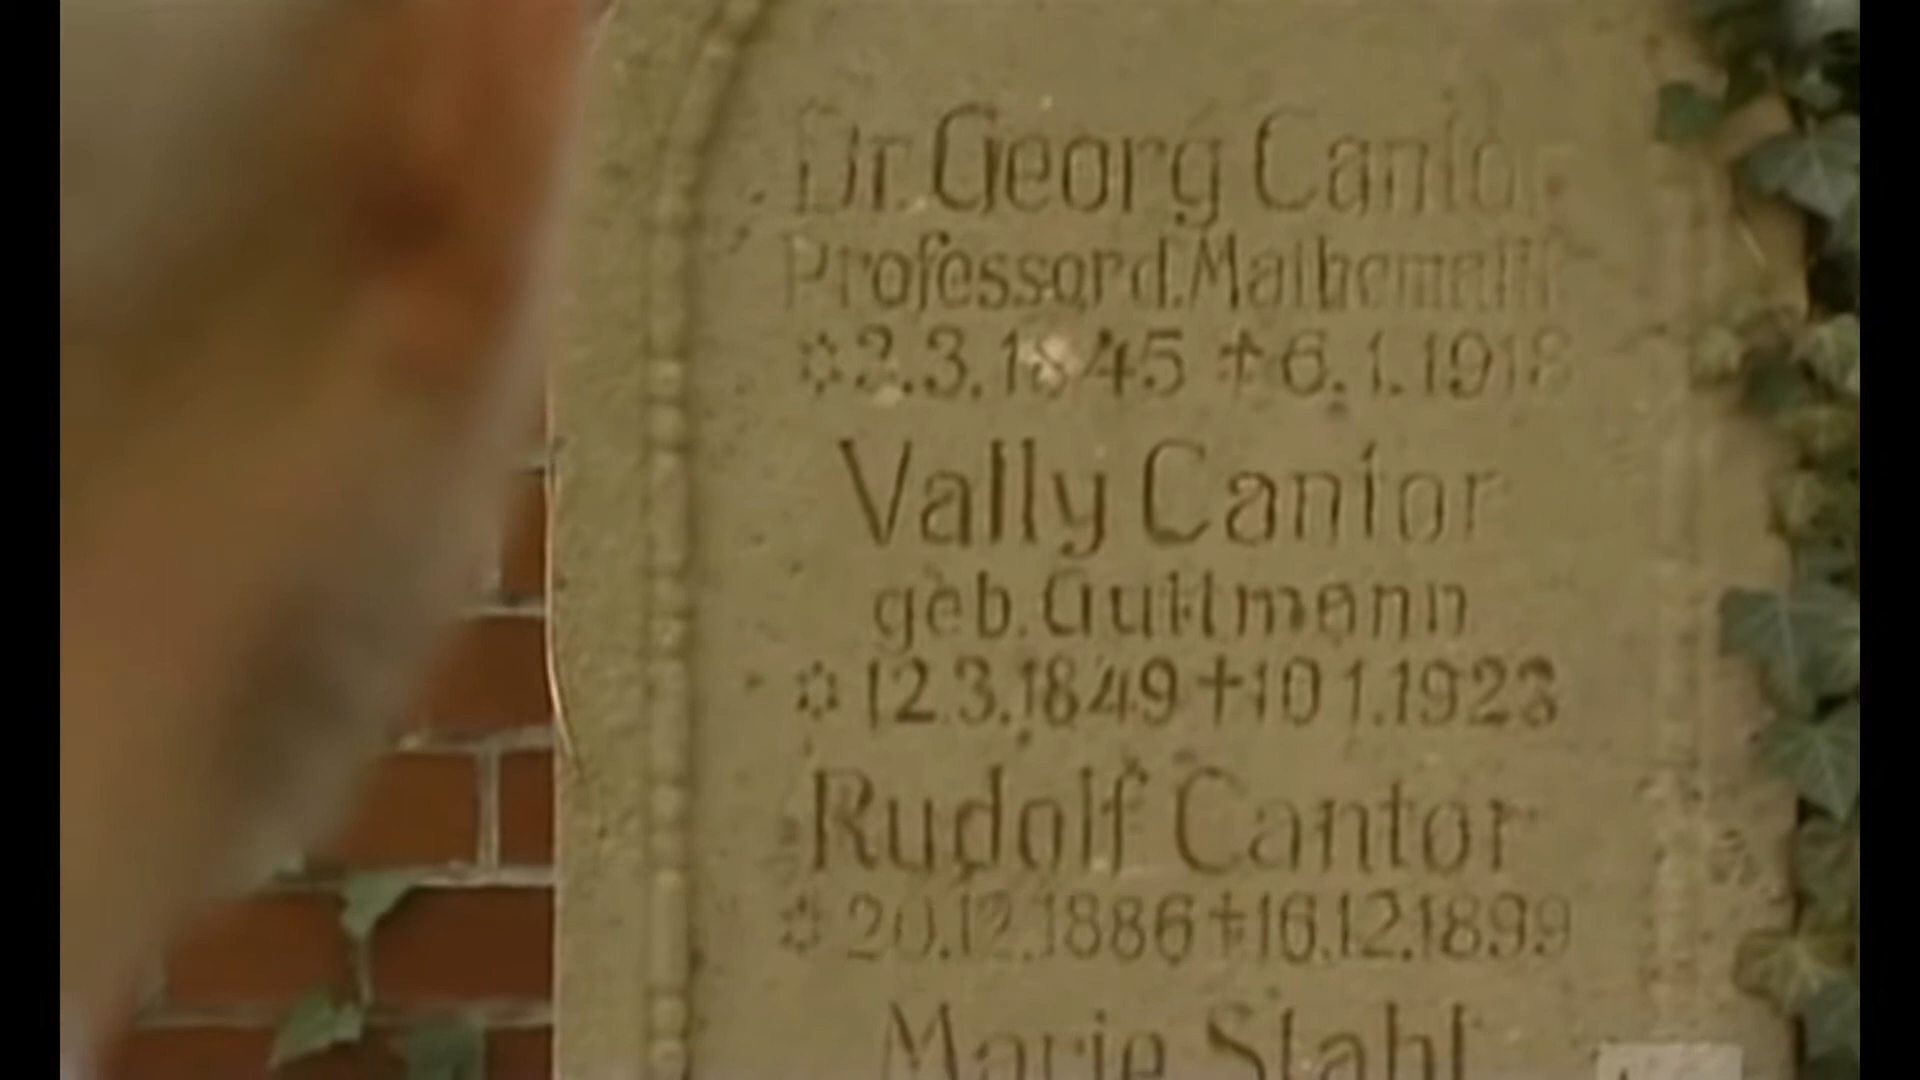 Dr. Georg Cantor
Professor d. Mathematik
✡ 3.3.1845 ✝ 6.1.1918
Vally Cantor
geb. Guttmann
✡ 12.3.1849 ✝ 10.1.1923
Rudolf Cantor
✡ 20.12.1886 ✝ 16.12.1899
Marie Stahl